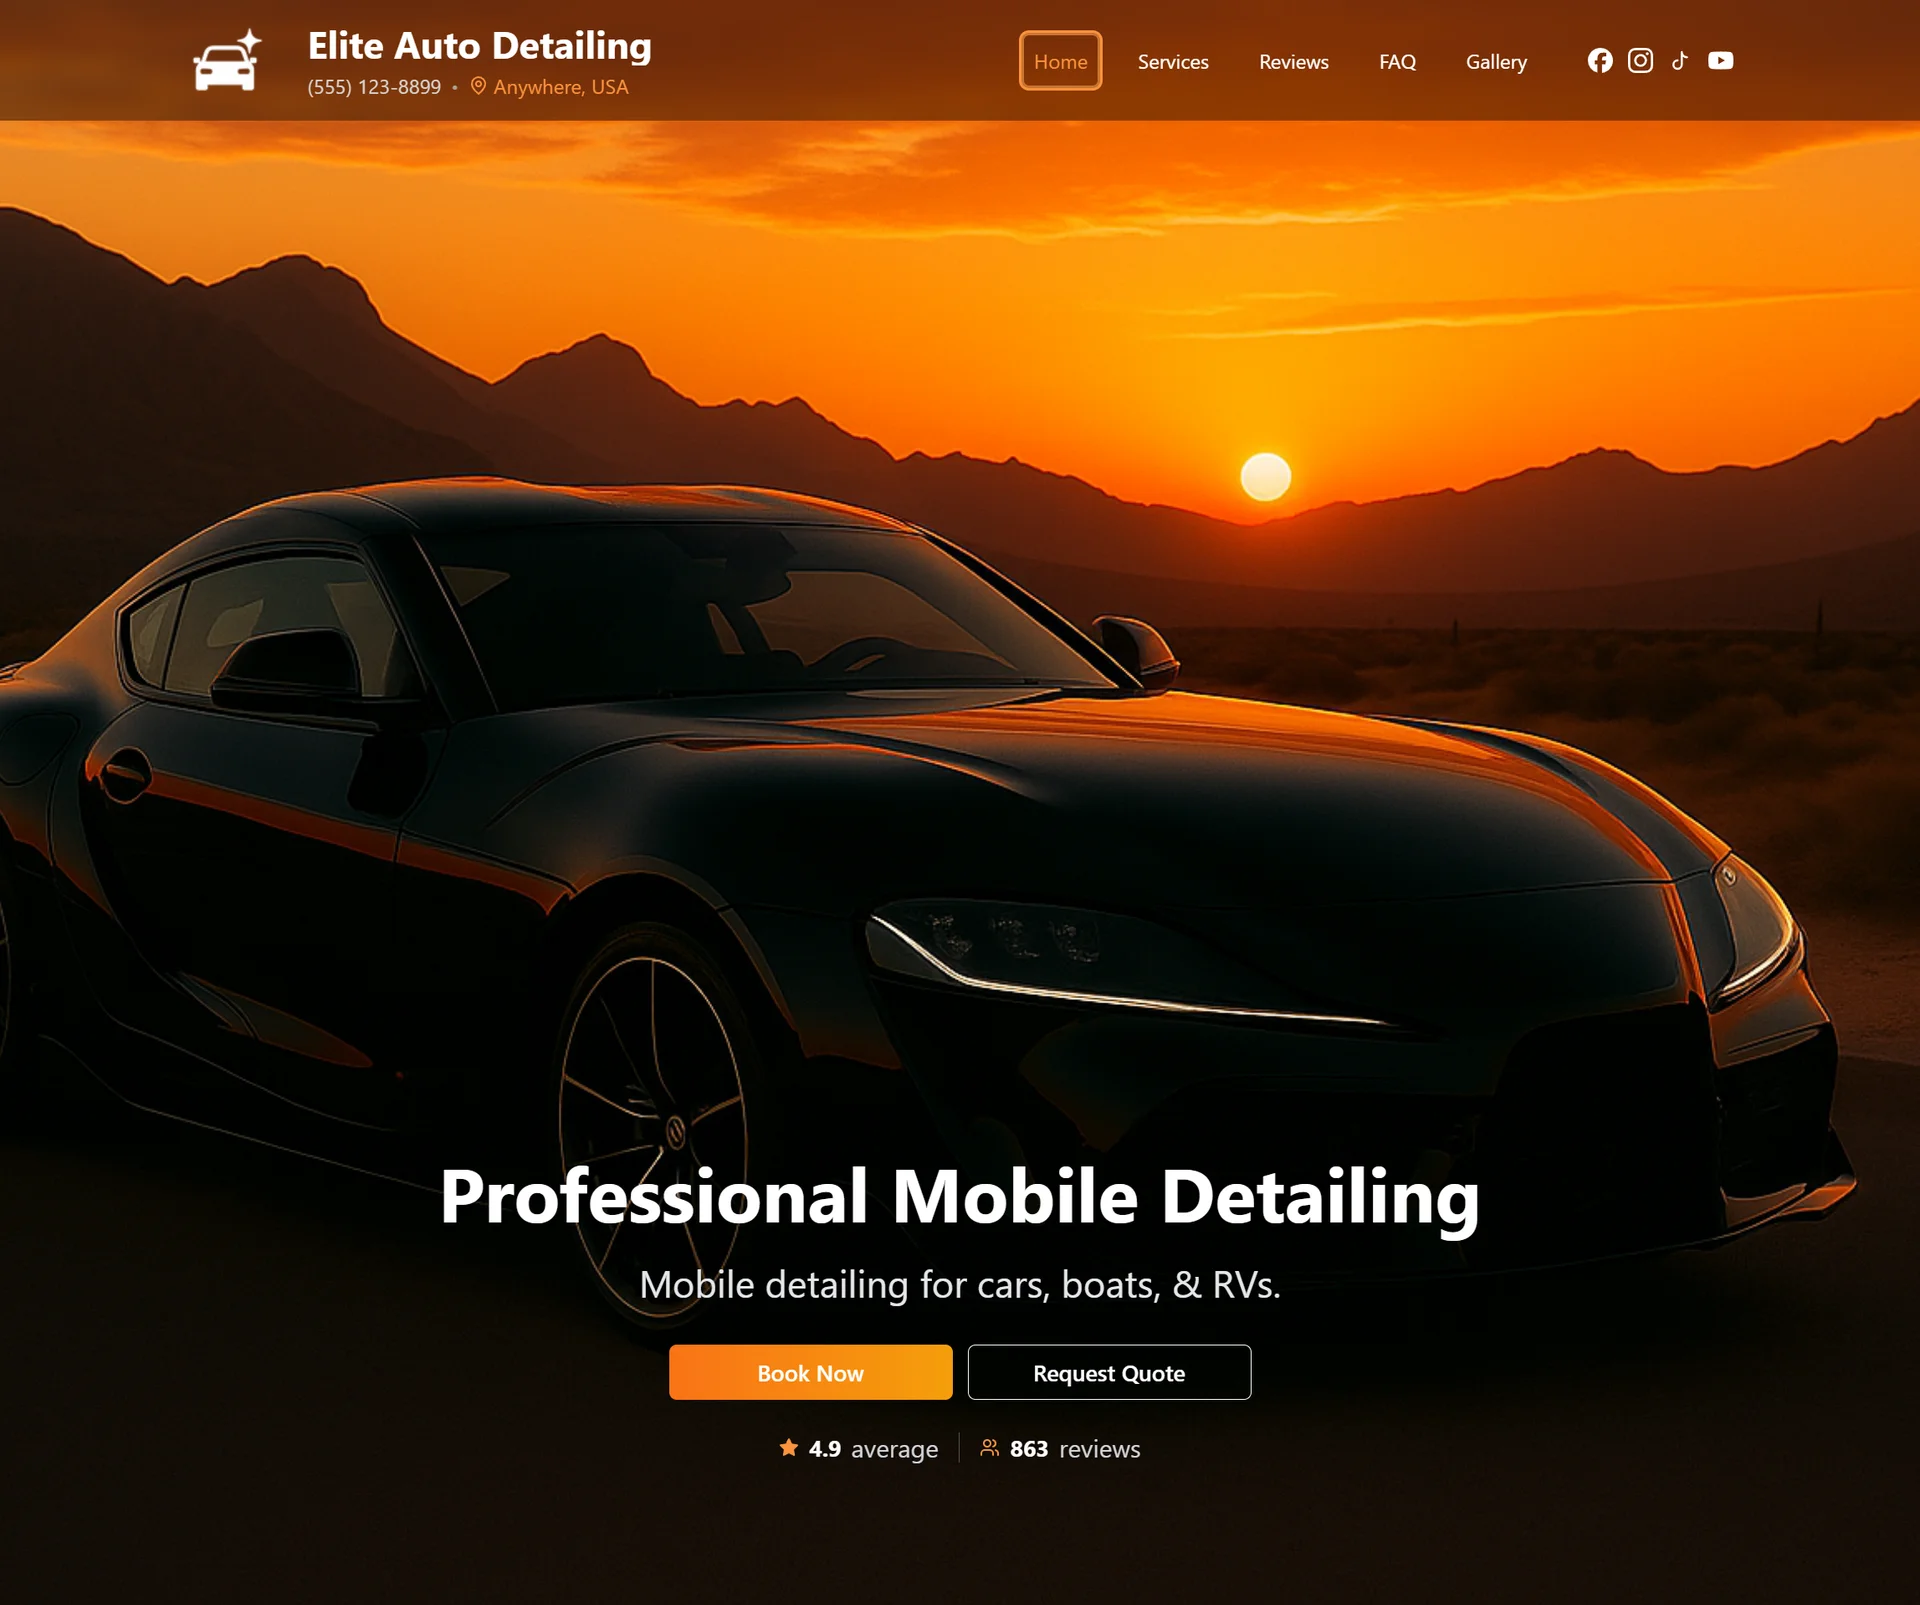 Elite Auto Detailing
(555) 123-8899 • Anywhere, USA
Home Services Reviews FAQ Gallery
Professional Mobile Detailing
Mobile detailing for cars, boats, & RVs.
Book Now Request Quote
4.9 average 863 reviews